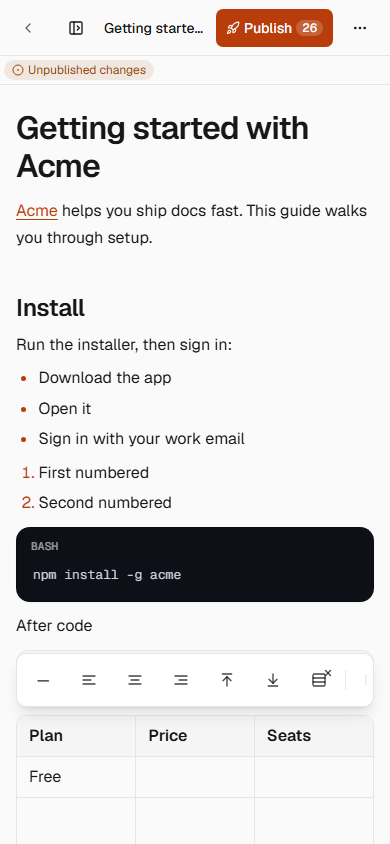 Getting starte...
Publish 26
Unpublished changes
Getting started with
Acme
Acme helps you ship docs fast. This guide walks
you through setup.
Install
Run the installer, then sign in:
• Download the app
• Open it
• Sign in with your work email
1. First numbered
2. Second numbered
BASH
npm install -g acme
After code
Plan Price Seats
Free